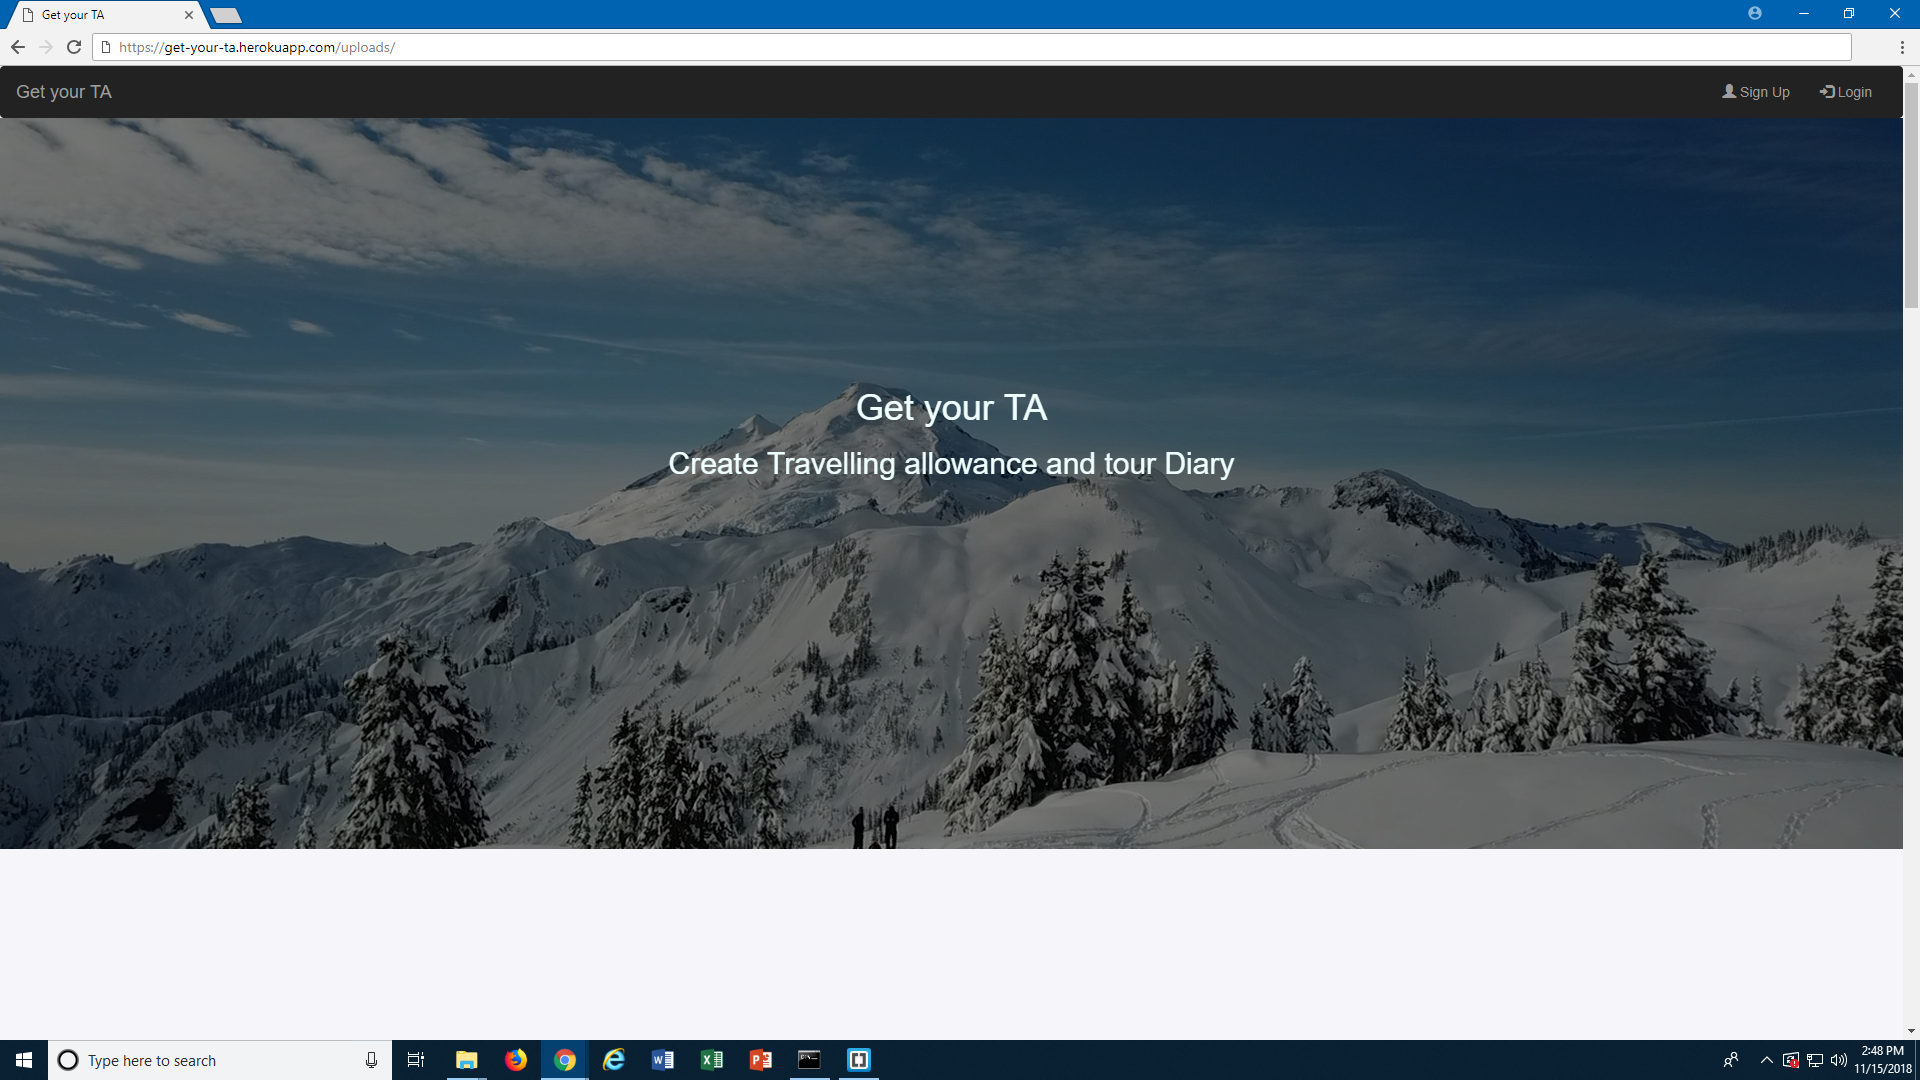 Get your TA
https://get-your-ta.herokuapp.com/uploads/
Get your TA
Sign Up
Login
Get your TA
Create Travelling allowance and tour Diary
Type here to search
2:48 PM
11/15/2018